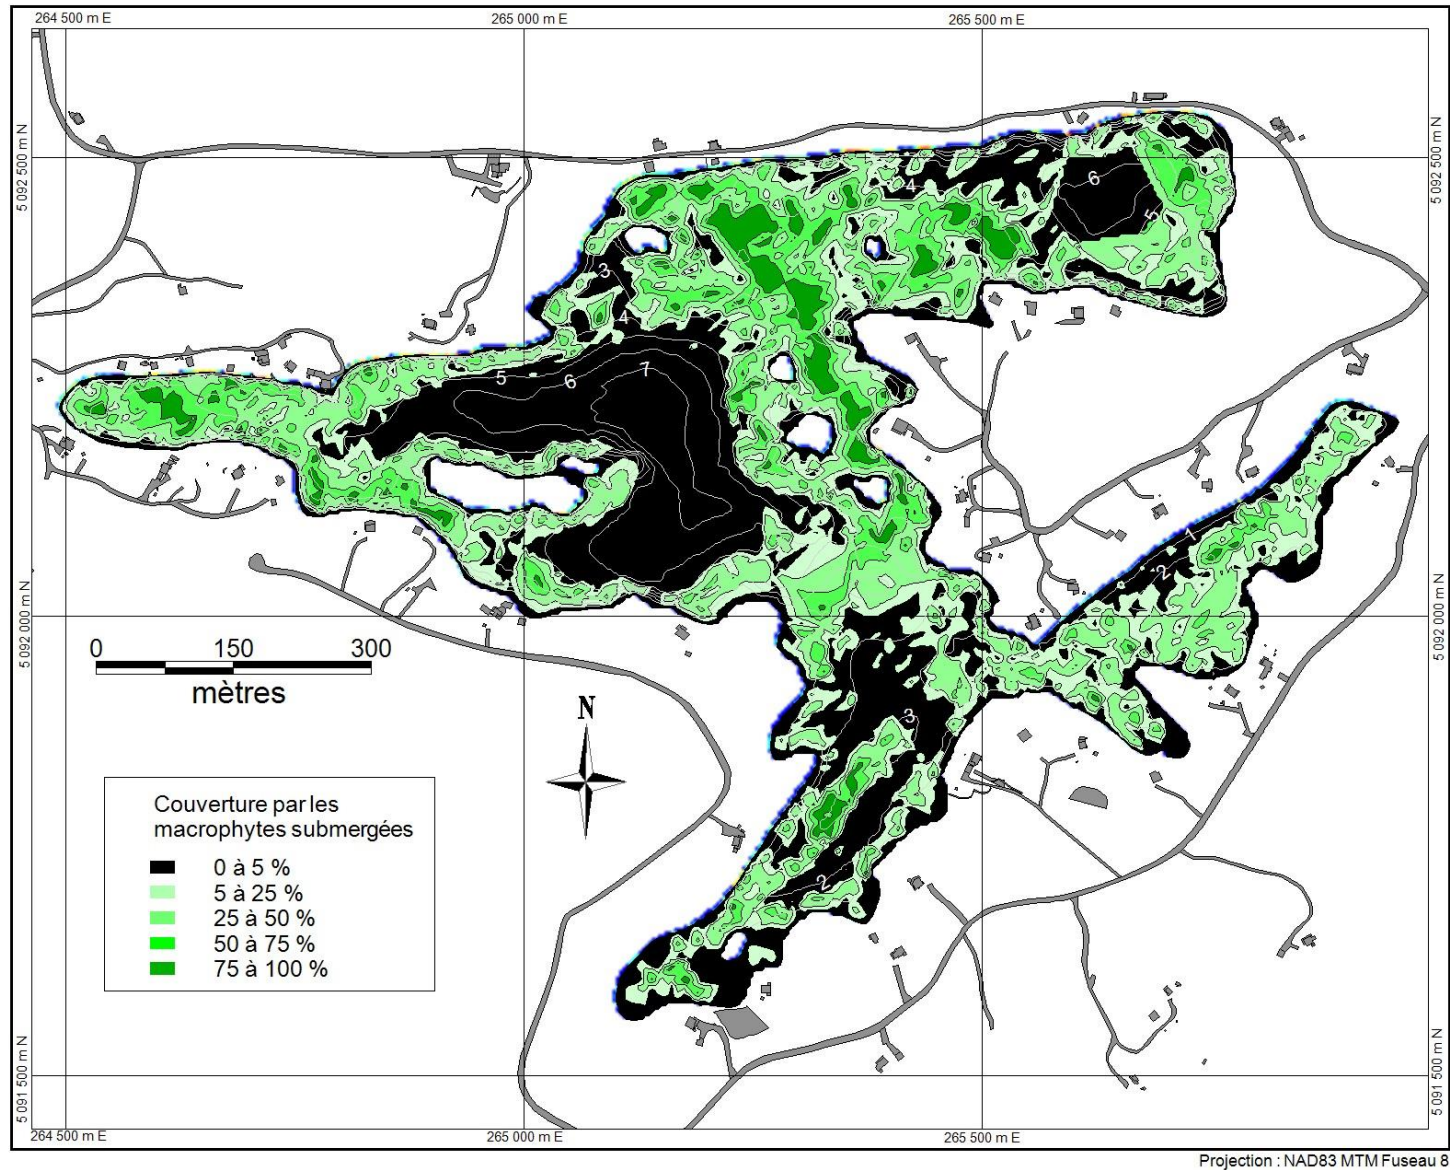 264 500 m E
265 000 m E
265 500 m E
5 092 500 m N
5 092 500 m N
6
4
5
3
4
7
5
6
1
2
5 092 000 m N
5 092 000 m N
0 150 300
mètres
3
N
Couverture par les
macrophytes submergées
0 à 5 %
5 à 25 %
25 à 50 %
50 à 75 %
75 à 100 %
2
5 091 500 m N
5 091 500 m N
264 500 m E
265 000 m E
265 500 m E
Projection : NAD83 MTM Fuseau 8